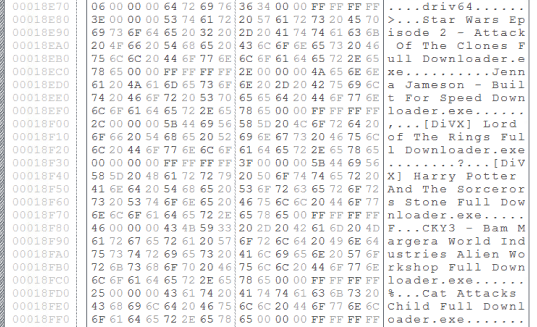 00018E70 06 00 00 00 64 72 69 76 36 34 00 00 FF FF FF FF ....driv64......
00018E80 3E 00 00 00 53 74 61 72 20 57 61 72 73 20 45 70 >...Star Wars Ep
00018E90 69 73 6F 64 65 20 32 20 2D 20 41 74 74 61 63 6B isode 2 - Attack
00018EA0 20 4F 66 20 54 68 65 20 43 6C 6F 6E 65 73 20 46 Of The Clones F
00018EB0 75 6C 6C 20 44 6F 77 6E 6C 6F 61 64 65 72 2E 65 ull Downloader.e
00018EC0 78 65 00 00 FF FF FF FF 2E 00 00 00 4A 65 6E 6E xe..........Jenn
00018ED0 61 20 4A 61 6D 65 73 6F 6E 20 2D 20 42 75 69 6C a Jameson - Buil
00018EE0 74 20 46 6F 72 20 53 70 65 65 64 20 44 6F 77 6E t For Speed Down
00018EF0 6C 6F 61 64 65 72 2E 65 78 65 00 00 FF FF FF FF loader.exe......
00018F00 2C 00 00 00 5B 44 69 56 58 5D 20 4C 6F 72 64 20 ,...[DiVX] Lord
00018F10 6F 66 20 54 68 65 20 52 69 6E 67 73 20 46 75 6C of The Rings Ful
00018F20 6C 20 44 6F 77 6E 6C 6F 61 64 65 72 2E 65 78 65 l Downloader.exe
00018F30 00 00 00 00 FF FF FF FF 3F 00 00 00 5B 44 69 56 ........?...[DiV
00018F40 58 5D 20 48 61 72 72 79 20 50 6F 74 74 65 72 20 X] Harry Potter
00018F50 41 6E 64 20 54 68 65 20 53 6F 72 63 65 72 6F 72 And The Sorceror
00018F60 73 20 53 74 6F 6E 65 20 46 75 6C 6C 20 44 6F 77 s Stone Full Dow
00018F70 6E 6C 6F 61 64 65 72 2E 65 78 65 00 FF FF FF FF nloader.exe.....
00018F80 46 00 00 00 43 4B 59 33 20 2D 20 42 61 6D 20 4D F...CKY3 - Bam M
00018F90 61 72 67 65 72 61 20 57 6F 72 6C 64 20 49 6E 64 argera World Ind
00018FA0 75 73 74 72 69 65 73 20 41 6C 69 65 6E 20 57 6F ustries Alien Wo
00018FB0 72 6B 73 68 6F 70 20 46 75 6C 6C 20 44 6F 77 6E rkshop Full Down
00018FC0 6C 6F 61 64 65 72 2E 65 78 65 00 00 FF FF FF FF loader.exe......
00018FD0 25 00 00 00 43 61 74 20 41 74 74 61 63 6B 73 20 %...Cat Attacks
00018FE0 43 68 69 6C 64 20 46 75 6C 6C 20 44 6F 77 6E 6C Child Full Downl
00018FF0 6F 61 64 65 72 2E 65 78 65 00 00 00 FF FF FF FF oader.exe.......